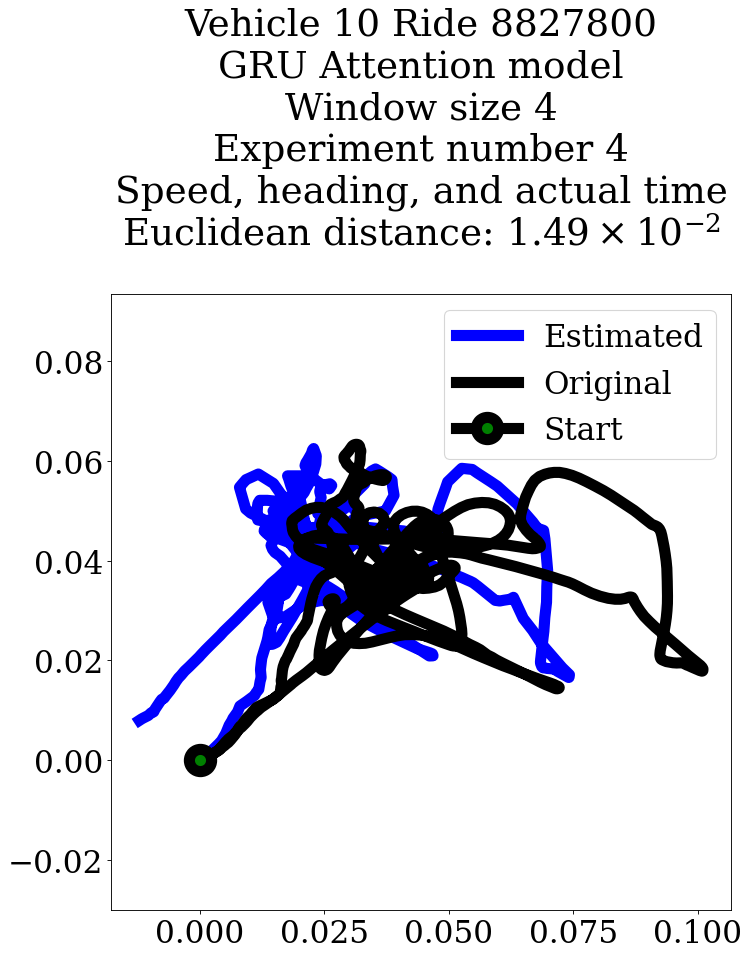 Vehicle 10 Ride 8827800
GRU Attention model
Window size 4
Experiment number 4
Speed, heading, and actual time
Euclidean distance: 1.49 × 10⁻²
Estimated
Original
Start
0.08
0.06
0.04
0.02
0.00
−0.02
0.000 0.025 0.050 0.075 0.100